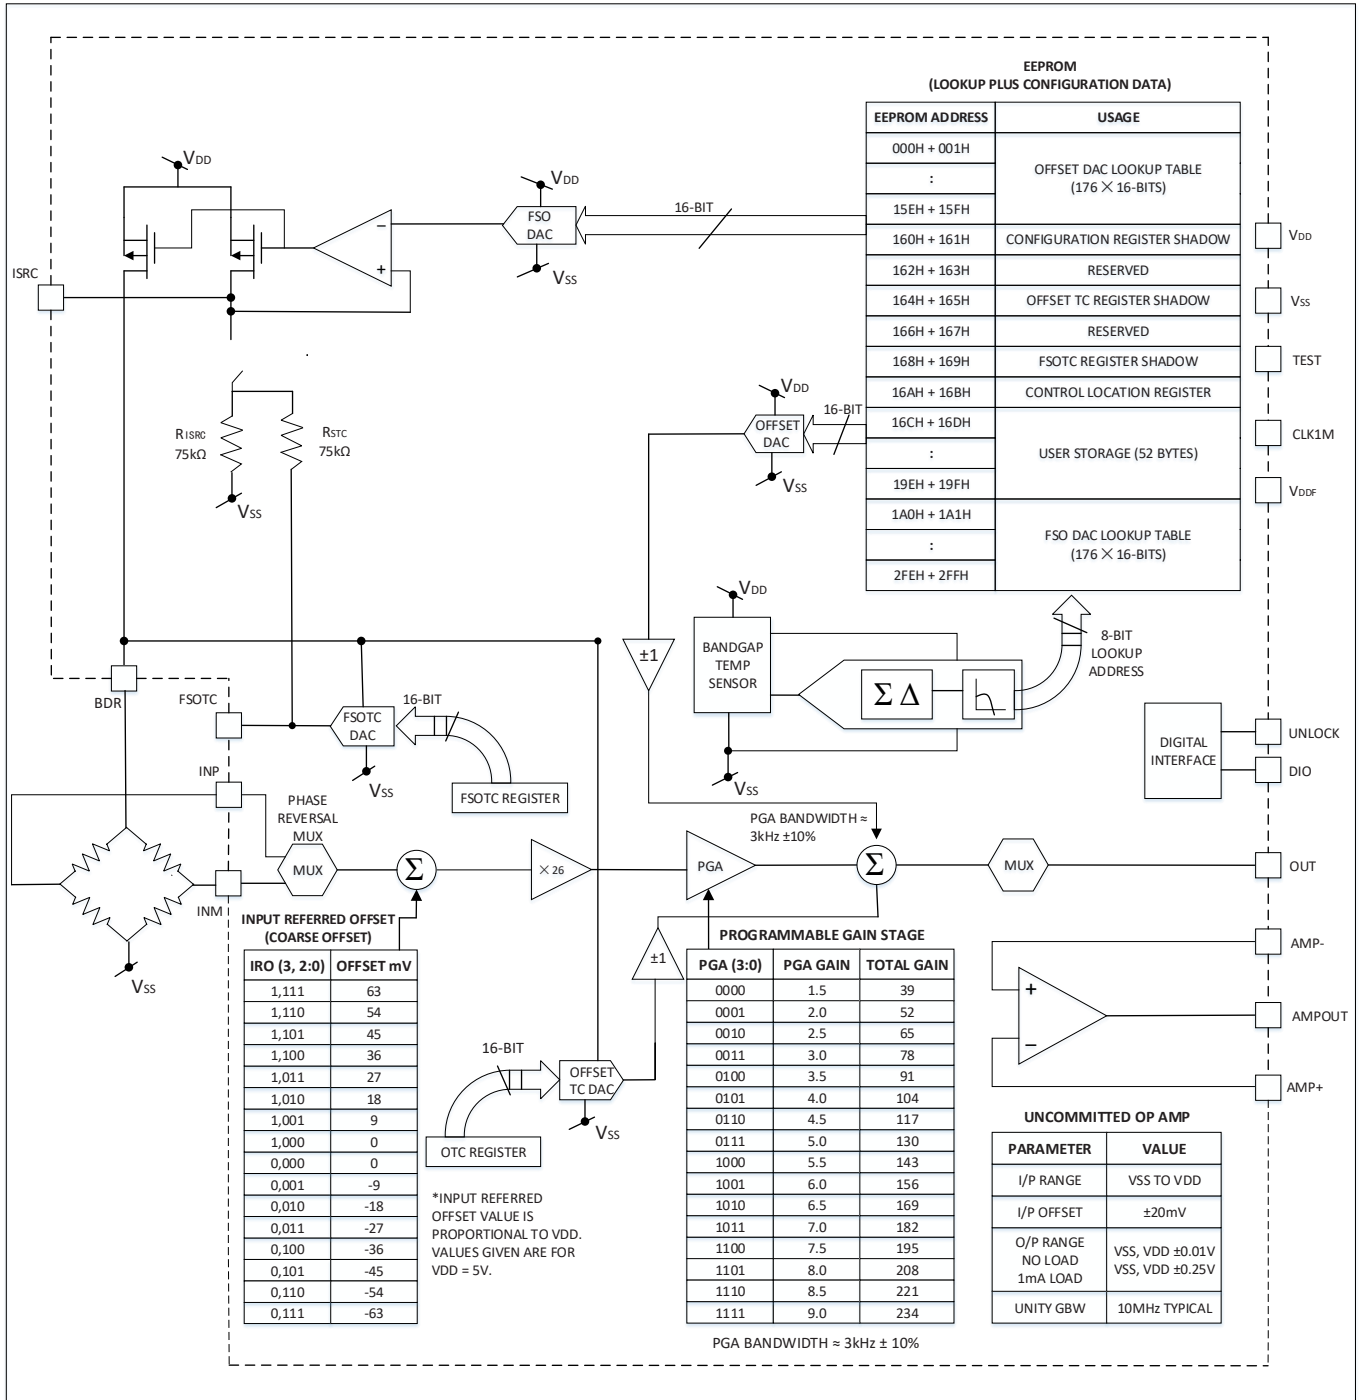 EEPROM
(LOOKUP PLUS CONFIGURATION DATA)
EEPROM ADDRESS USAGE
000H + 001H
:
15EH + 15FH
OFFSET DAC LOOKUP TABLE
(176 × 16-BITS)
160H + 161H CONFIGURATION REGISTER SHADOW
162H + 163H RESERVED
164H + 165H OFFSET TC REGISTER SHADOW
166H + 167H RESERVED
168H + 169H FSOTC REGISTER SHADOW
16AH + 16BH CONTROL LOCATION REGISTER
16CH + 16DH
:
19EH + 19FH
USER STORAGE (52 BYTES)
1A0H + 1A1H
:
2FEH + 2FFH
FSO DAC LOOKUP TABLE
(176 × 16-BITS)
VDD
VDD
FSO
DAC
VSS
16-BIT
−
+
ISRC
RISRC
75kΩ
RSTC
75kΩ
VSS
VDD
OFFSET
DAC
VSS
16-BIT
VDD
VSS
TEST
CLK1M
VDDF
±1
VDD
BANDGAP
TEMP
SENSOR
VSS
Σ Δ
8-BIT
LOOKUP
ADDRESS
BDR
FSOTC
FSOTC
DAC
VSS
16-BIT
FSOTC REGISTER
DIGITAL
INTERFACE
UNLOCK
DIO
INP
PHASE
REVERSAL
MUX
MUX
INM
VSS
Σ
× 26
PGA
PGA BANDWIDTH ≈
3kHz ±10%
Σ
MUX
OUT
INPUT REFERRED OFFSET
(COARSE OFFSET)
IRO (3, 2:0) OFFSET mV
1,111 63
1,110 54
1,101 45
1,100 36
1,011 27
1,010 18
1,001 9
1,000 0
0,000 0
0,001 -9
0,010 -18
0,011 -27
0,100 -36
0,101 -45
0,110 -54
0,111 -63
±1
16-BIT
OFFSET
TC DAC
VSS
OTC REGISTER
*INPUT REFERRED
OFFSET VALUE IS
PROPORTIONAL TO VDD.
VALUES GIVEN ARE FOR
VDD = 5V.
PROGRAMMABLE GAIN STAGE
PGA (3:0) PGA GAIN TOTAL GAIN
0000 1.5 39
0001 2.0 52
0010 2.5 65
0011 3.0 78
0100 3.5 91
0101 4.0 104
0110 4.5 117
0111 5.0 130
1000 5.5 143
1001 6.0 156
1010 6.5 169
1011 7.0 182
1100 7.5 195
1101 8.0 208
1110 8.5 221
1111 9.0 234
PGA BANDWIDTH ≈ 3kHz ± 10%
AMP-
+
−
AMPOUT
AMP+
UNCOMMITTED OP AMP
PARAMETER VALUE
I/P RANGE VSS TO VDD
I/P OFFSET ±20mV
O/P RANGE
NO LOAD VSS, VDD ±0.01V
1mA LOAD VSS, VDD ±0.25V
UNITY GBW 10MHz TYPICAL